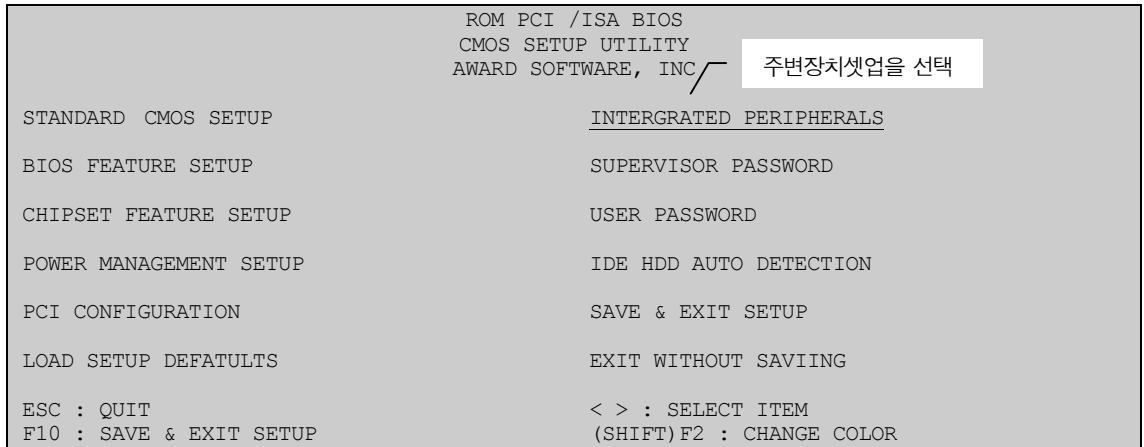 ROM PCI /ISA BIOS
CMOS SETUP UTILITY
AWARD SOFTWARE, INC
주변장치셋업을 선택
STANDARD CMOS SETUP
INTERGRATED PERIPHERALS
BIOS FEATURE SETUP
SUPERVISOR PASSWORD
CHIPSET FEATURE SETUP
USER PASSWORD
POWER MANAGEMENT SETUP
IDE HDD AUTO DETECTION
PCI CONFIGURATION
SAVE & EXIT SETUP
LOAD SETUP DEFATULTS
EXIT WITHOUT SAVIING
ESC : QUIT
< > : SELECT ITEM
F10 : SAVE & EXIT SETUP
(SHIFT)F2 : CHANGE COLOR